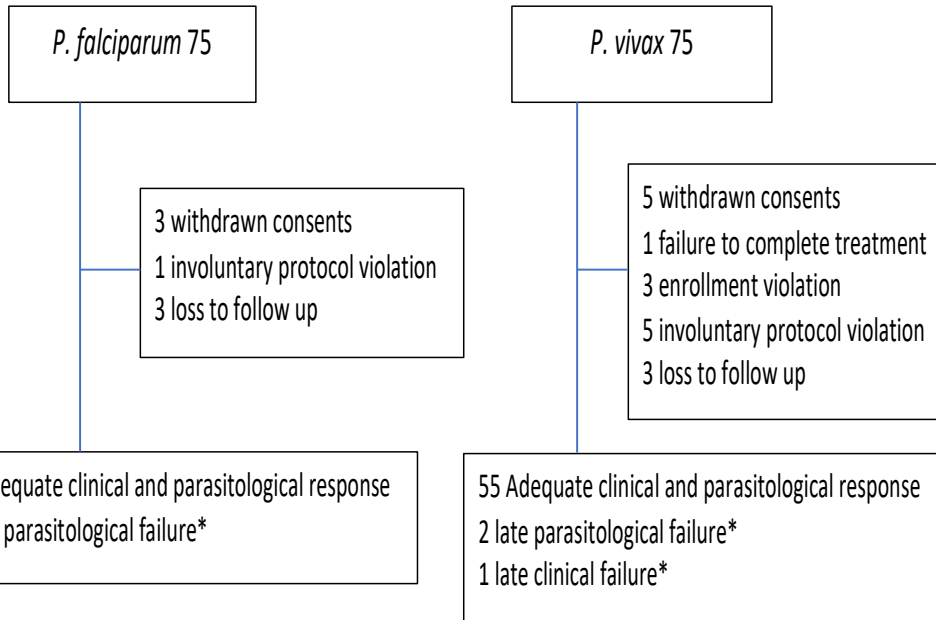 P. falciparum 75
P. vivax 75
3 withdrawn consents
1 involuntary protocol violation
3 loss to follow up
5 withdrawn consents
1 failure to complete treatment
3 enrollment violation
5 involuntary protocol violation
3 loss to follow up
equate clinical and parasitological response
parasitological failure*
55 Adequate clinical and parasitological response
2 late parasitological failure*
1 late clinical failure*